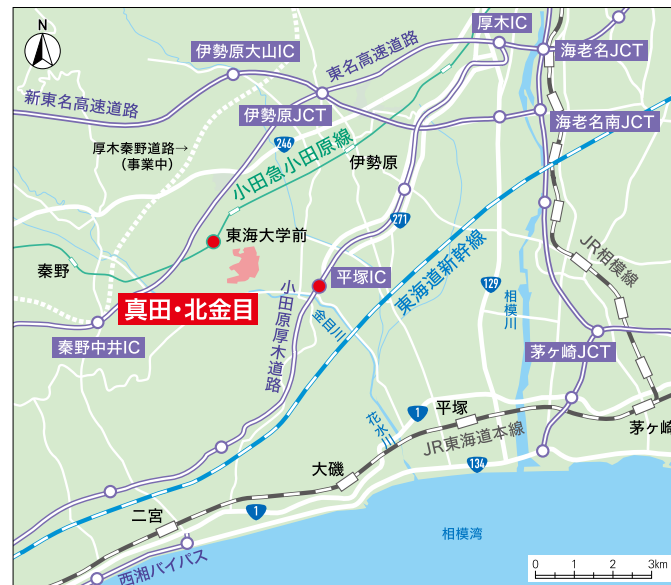 N
厚木IC
伊勢原大山IC
東名高速道路
海老名JCT
新東名高速道路
伊勢原JCT
海老名南JCT
246
厚木秦野道路→
（事業中）
小田急小田原線
伊勢原
271
東海大学前
東海道新幹線
JR相模線
秦野
平塚IC
129
相模川
真田・北金目
小田原厚木道路
金目川
秦野中井IC
茅ヶ崎JCT
1
平塚
花水川
茅ヶ崎
JR東海道本線
134
大磯
二宮
1
相模湾
西湘バイパス
0 1 2 3km